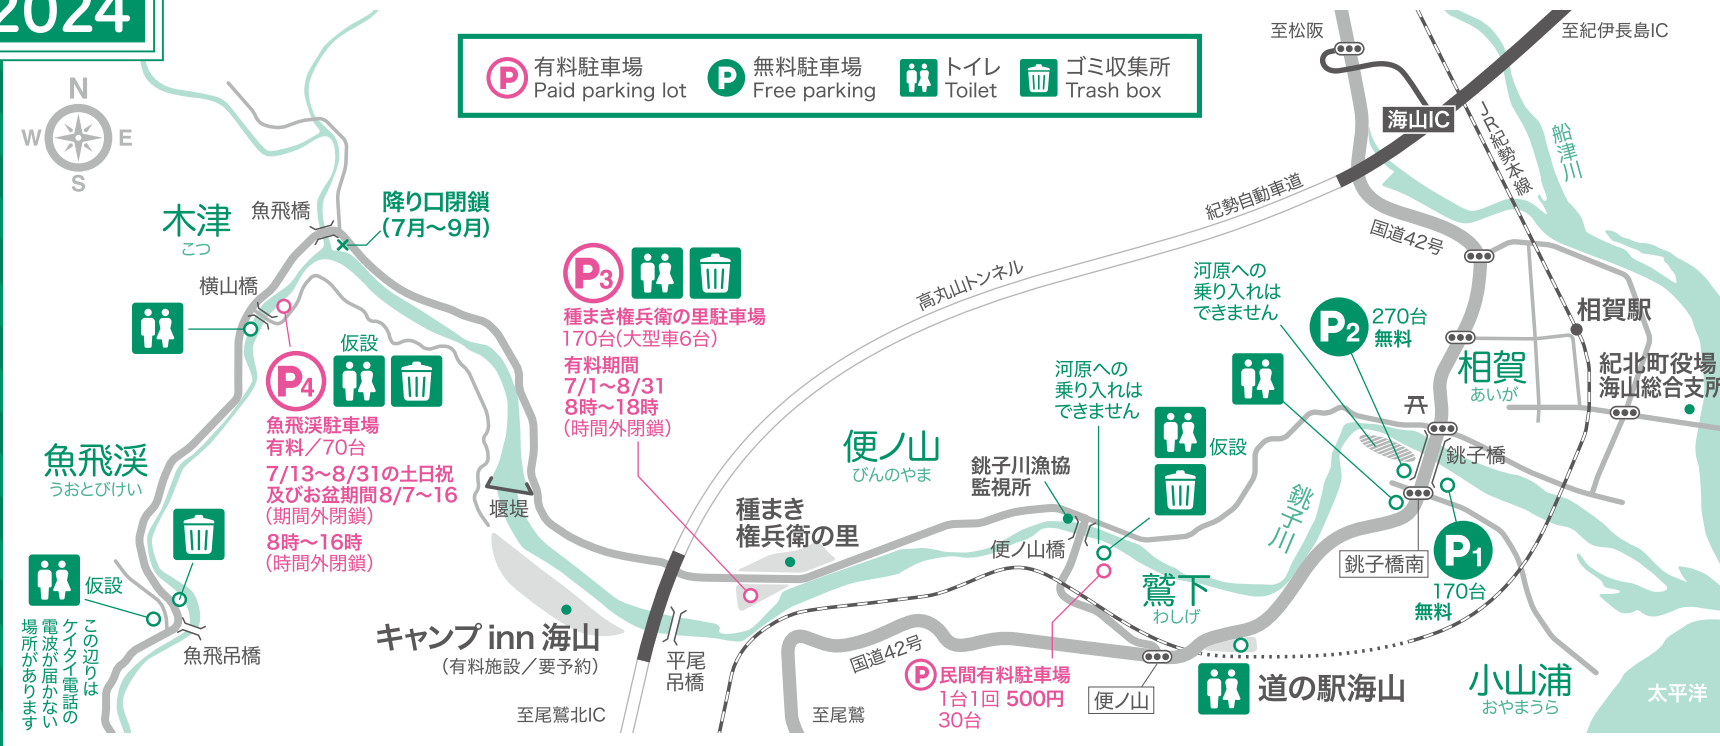 2024
N
W
E
S
有料駐車場
Paid parking lot
無料駐車場
Free parking
トイレ
Toilet
ゴミ収集所
Trash box
至松阪
至紀伊長島IC
海山IC
JR紀勢本線
船津川
紀勢自動車道
国道42号
高丸山トンネル
木津
こつ
魚飛橋
降り口閉鎖
(7月〜9月)
横山橋
P4
仮設
魚飛渓駐車場
有料／70台
7/13〜8/31の土日祝
及びお盆期間8/7〜16
(期間外閉鎖)
8時〜16時
(時間外閉鎖)
魚飛渓
うおとびけい
仮設
魚飛吊橋
この辺りは
ケイタイ電話の
電波が届かない
場所があります
堰堤
P3
種まき権兵衛の里駐車場
170台(大型車6台)
有料期間
7/1〜8/31
8時〜18時
(時間外閉鎖)
種まき
権兵衛の里
キャンプ inn 海山
(有料施設／要予約)
平尾
吊橋
至尾鷲北IC
便ノ山
びんのやま
銚子川漁協
監視所
便ノ山橋
河原への
乗り入れは
できません
仮設
鷲下
わしげ
国道42号
至尾鷲
P
民間有料駐車場
1台1回 500円
30台
便ノ山
道の駅海山
河原への
乗り入れは
できません
P2
270台
無料
相賀
あいが
相賀駅
紀北町役場
海山総合支所
銚子橋
銚子川
銚子橋南
P1
170台
無料
小山浦
おやまうら
太平洋